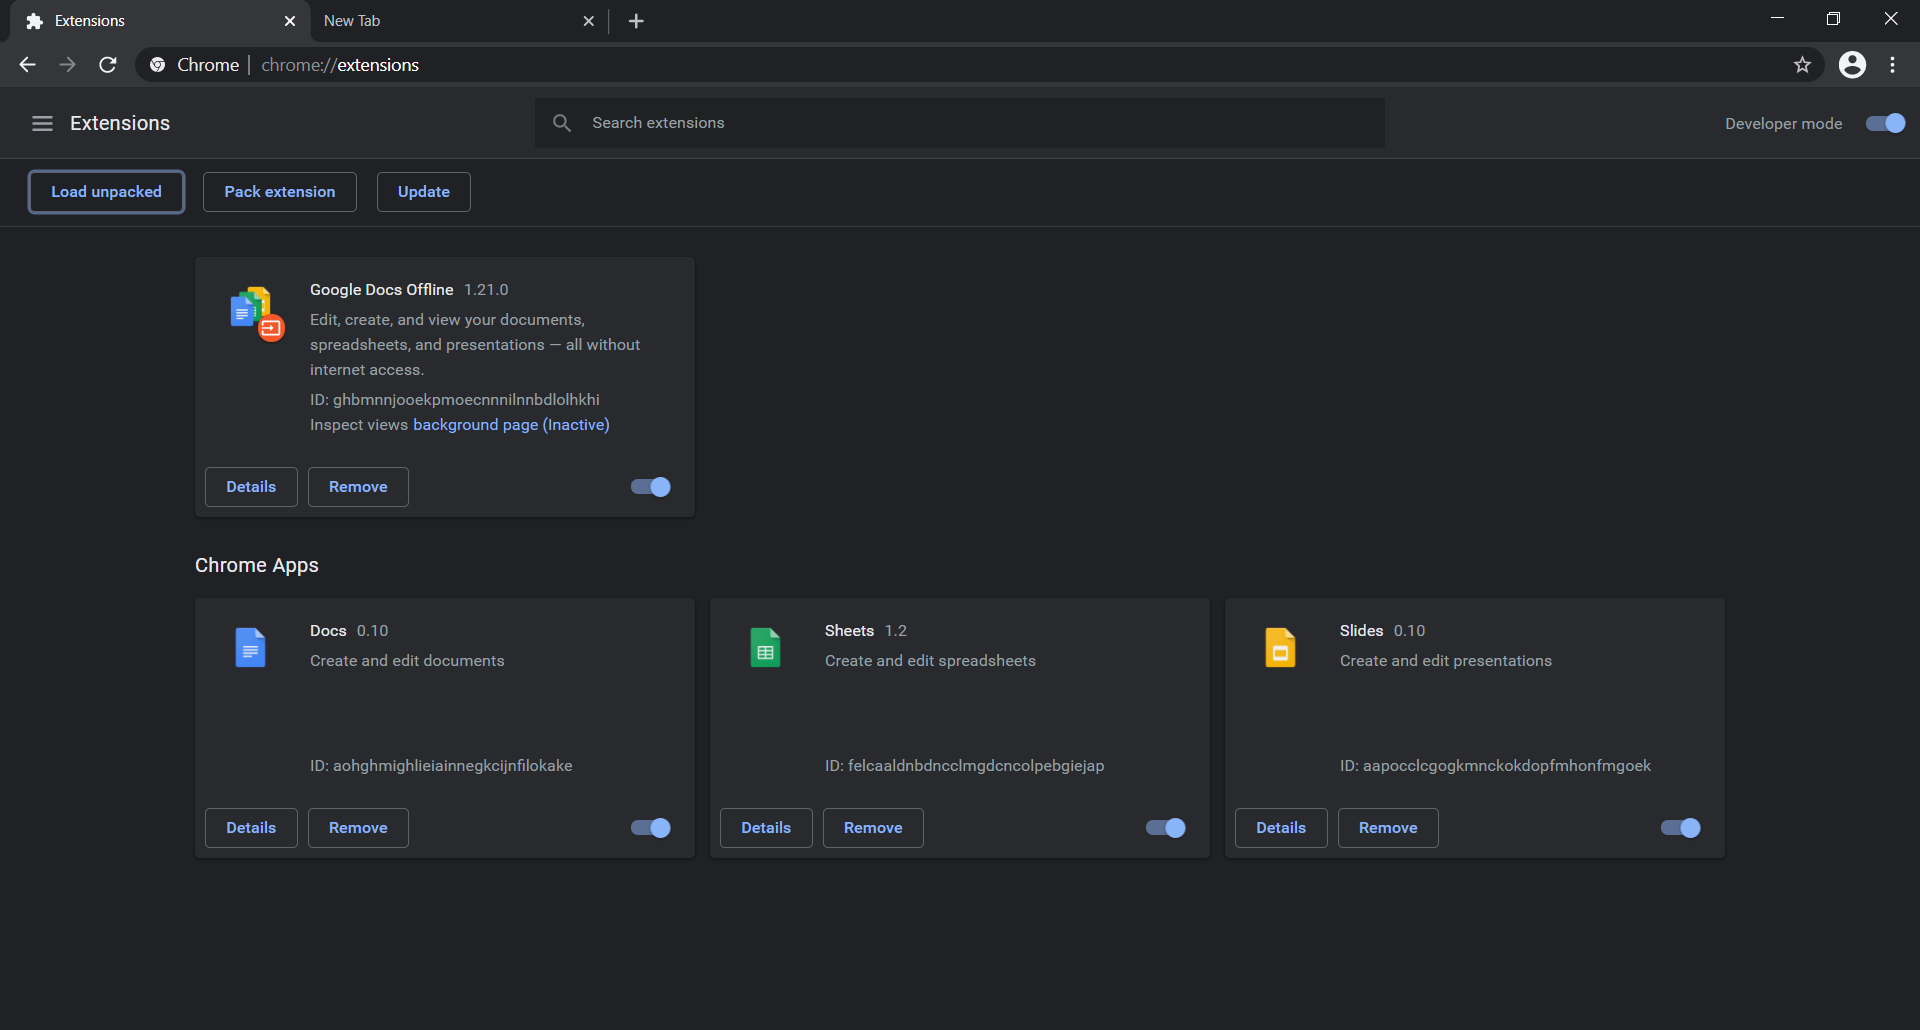 Extensions
New Tab
Chrome | chrome://extensions
Extensions
Search extensions
Developer mode
Load unpacked
Pack extension
Update
Google Docs Offline 1.21.0
Edit, create, and view your documents,
spreadsheets, and presentations — all without
internet access.
ID: ghbmnnjooekpmoecnnnilnnbdlolhkhi
Inspect views background page (Inactive)
Details
Remove
Chrome Apps
Docs 0.10
Create and edit documents
ID: aohghmighlieiainnegkcijnfilokake
Details
Remove
Sheets 1.2
Create and edit spreadsheets
ID: felcaaldnbdncclmgdcncolpebgiejap
Details
Remove
Slides 0.10
Create and edit presentations
ID: aapocclcgogkmnckokdopfmhonfmgoek
Details
Remove